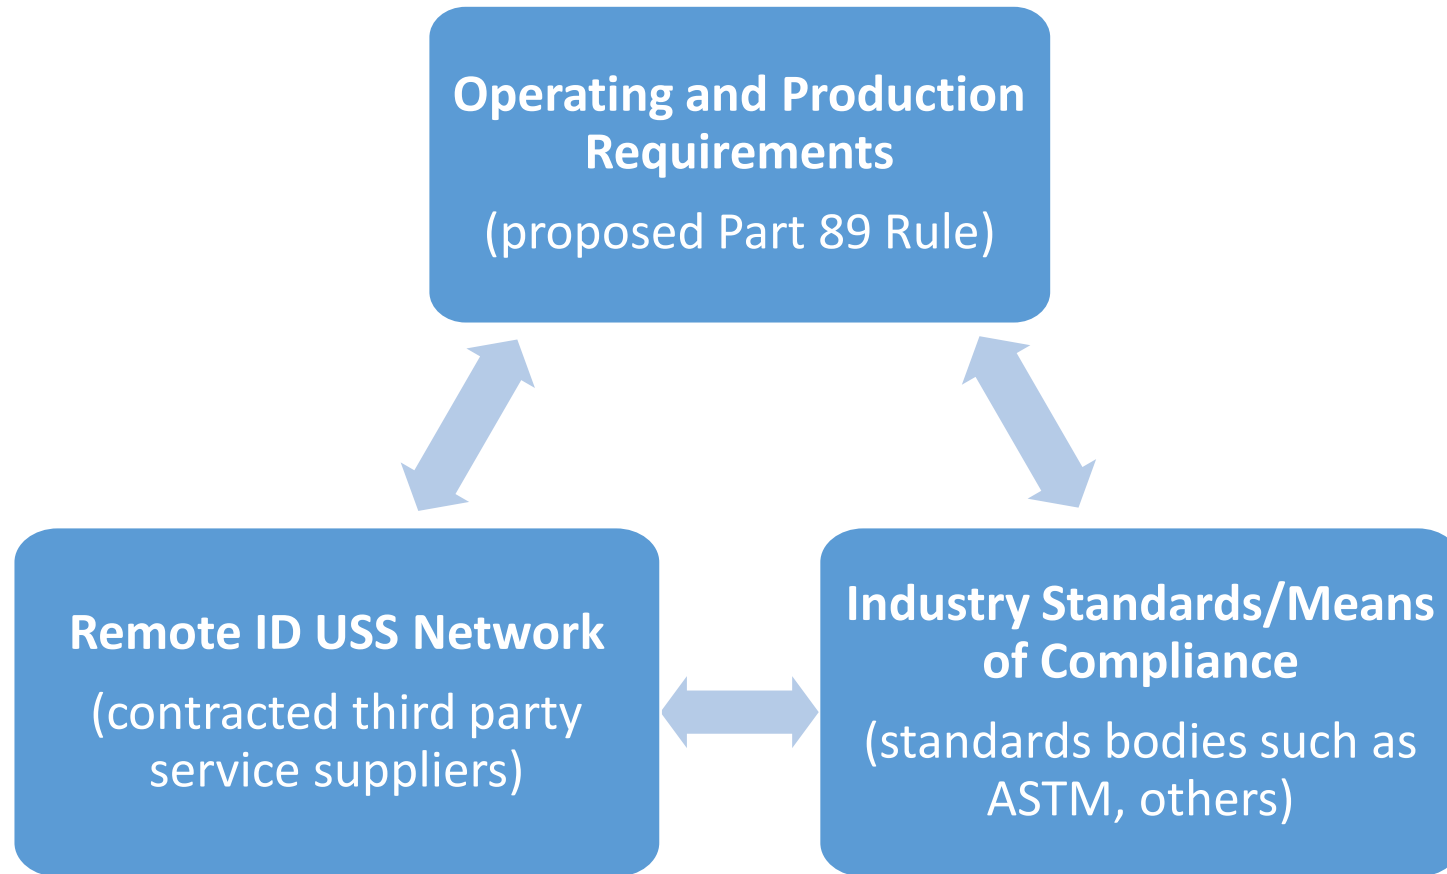 Operating and Production
Requirements
(proposed Part 89 Rule)
Remote ID USS Network
(contracted third party
service suppliers)
Industry Standards/Means
of Compliance
(standards bodies such as
ASTM, others)